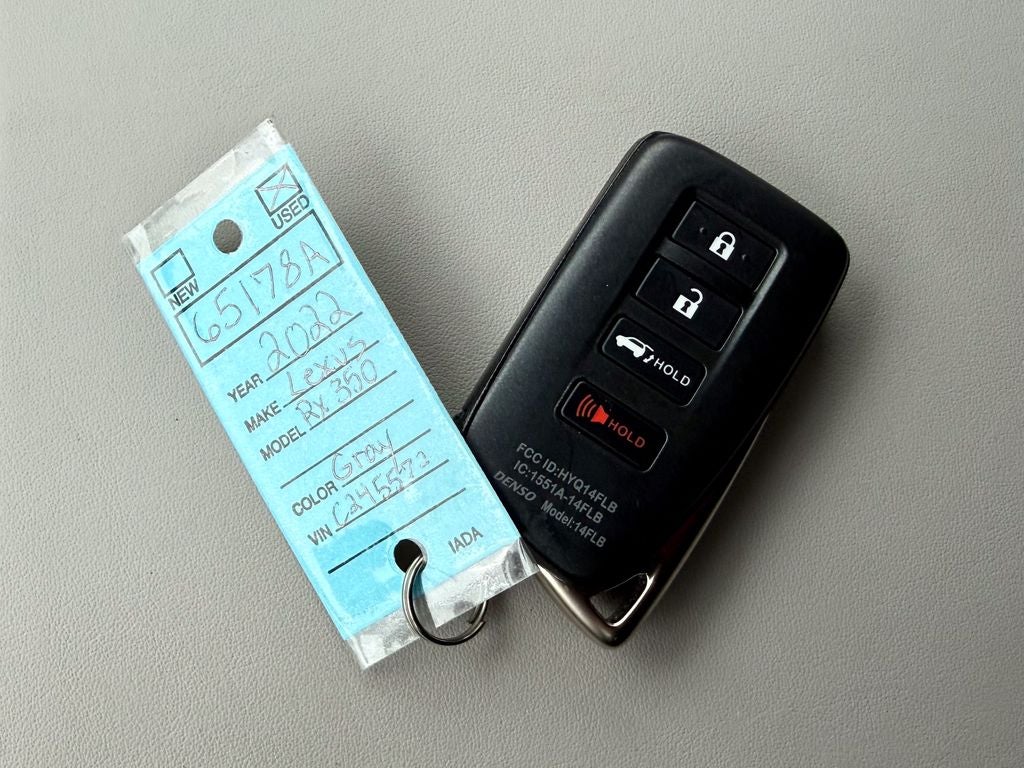 NEW
USED
65178A
YEAR 2022
MAKE Lexus
MODEL Rx 350
COLOR Gray
VIN C245572
IADA
HOLD
HOLD
FCC ID:HYQ14FLB
IC:1551A-14FLB
DENSO Model:14FLB